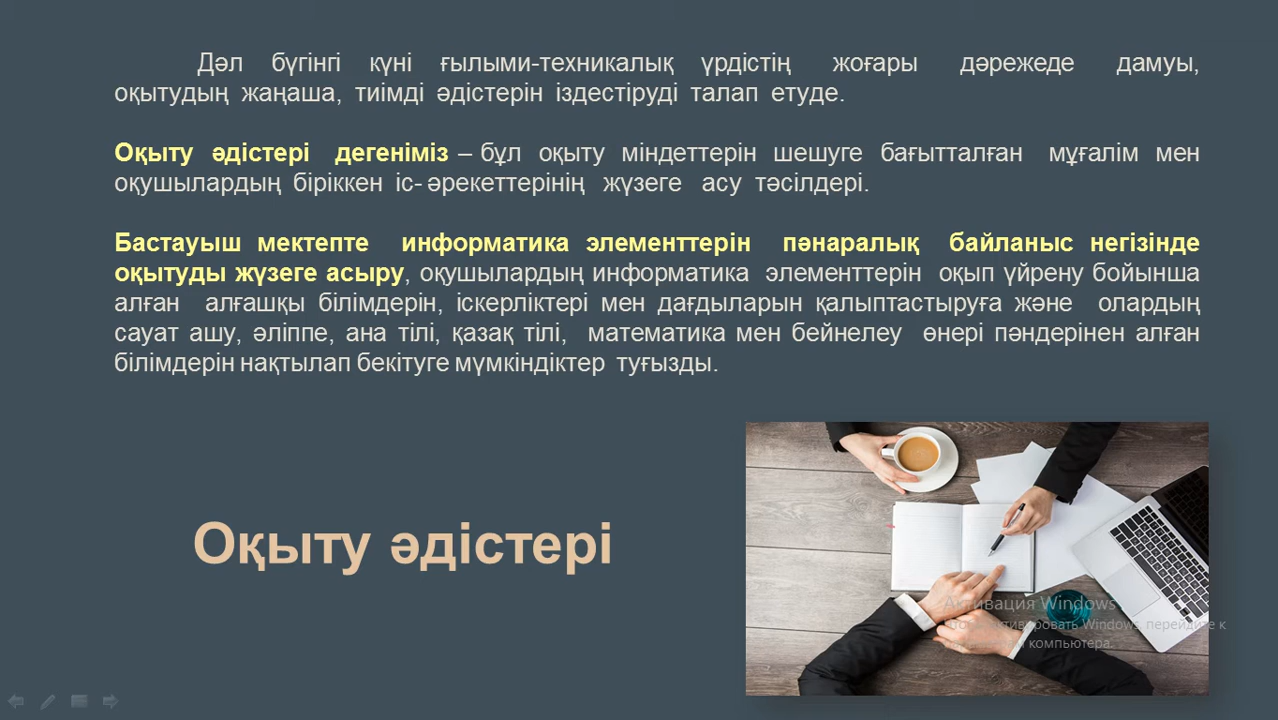 Дәл бүгінгі күні ғылыми-техникалық үрдістің жоғары дәрежеде дамуы,
оқытудың жаңаша, тиімді әдістерін іздестіруді талап етуде.
Оқыту әдістері дегеніміз – бұл оқыту міндеттерін шешуге бағытталған мұғалім мен
оқушылардың біріккен іс- әрекеттерінің жүзеге асу тәсілдері.
Бастауыш мектепте информатика элементтерін пәнаралық байланыс негізінде
оқытуды жүзеге асыру, оқушылардың информатика элементтерін оқып үйрену бойынша
алған алғашқы білімдерін, іскерліктері мен дағдыларын қалыптастыруға және олардың
сауат ашу, әліппе, ана тілі, қазақ тілі, математика мен бейнелеу өнері пәндерінен алған
білімдерін нақтылап бекітуге мүмкіндіктер туғызды.
Оқыту әдістері
Активация Windows
Windows, перейдите к
компьютера.